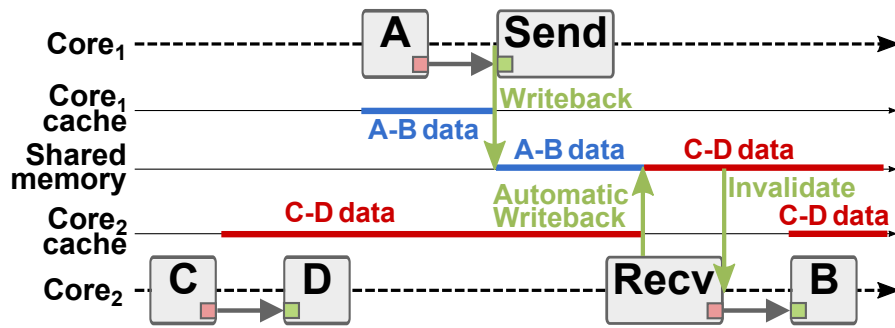 Core1
A
Send
Core1
cache
Writeback
A-B data
Shared
memory
A-B data
C-D data
Automatic
Writeback
Invalidate
Core2
cache
C-D data
C-D data
Core2
C
D
Recv
B